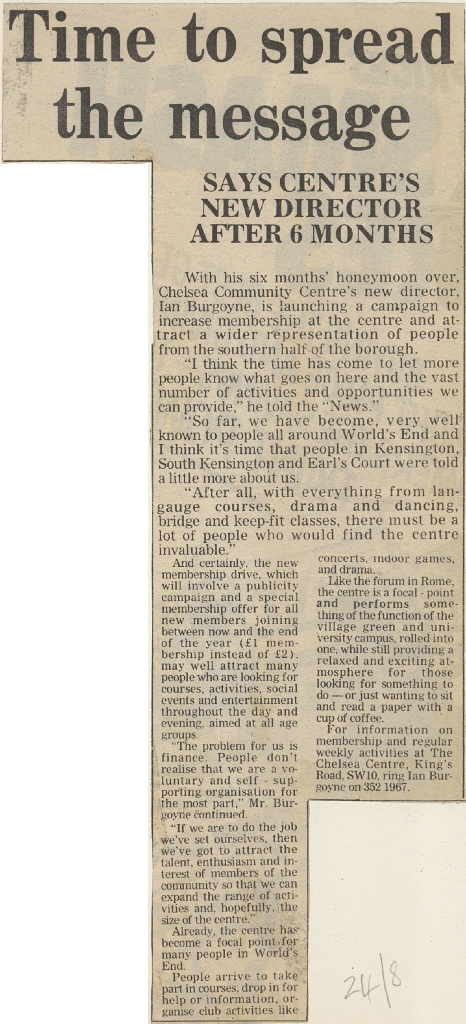 Time to spread
the message
SAYS CENTRE'S
NEW DIRECTOR
AFTER 6 MONTHS
With his six months' honeymoon over,
Chelsea Community Centre's new director,
Ian Burgoyne, is launching a campaign to
increase membership at the centre and at-
tract a wider representation of people
from the southern half of the borough.
"I think the time has come to let more
people know what goes on here and the vast
number of activities and opportunities we
can provide," he told the "News."
"So far, we have become, very well
known to people all around World's End and
I think it's time that people in Kensington,
South Kensington and Earl's Court were told
a little more about us.
"After all, with everything from lan-
gauge courses, drama and dancing,
bridge and keep-fit classes, there must be a
lot of people who would find the centre
invaluable."
And certainly, the new
membership drive, which
will involve a publicity
campaign and a special
membership offer for all
new members joining
between now and the end
of the year (£1 mem-
bership instead of £2),
may well attract many
people who are looking for
courses, activities, social
events and entertainment
throughout the day and
evening, aimed at all age
groups.
"The problem for us is
finance. People don't
realise that we are a vo-
luntary and self - sup-
porting organisation for
the most part," Mr. Bur-
goyne continued.
"If we are to do the job
we've set ourselves, then
we've got to attract the
talent, enthusiasm and in-
terest of members of the
community so that we can
expand the range of acti-
vities and, hopefully, the
size of the centre."
Already, the centre has
become a focal point for
many people in World's
End.
People arrive to take
part in courses, drop in for
help or information, or-
ganise club activities like
concerts, indoor games,
and drama.
Like the forum in Rome,
the centre is a focal - point
and performs some-
thing of the function of the
village green and uni-
versity campus, rolled into
one, while still providing a
relaxed and exciting at-
mosphere for those
looking for something to
do — or just wanting to sit
and read a paper with a
cup of coffee.
For information on
membership and regular
weekly activities at The
Chelsea Centre, King's
Road, SW10, ring Ian Bur-
goyne on 352 1967.
24/8